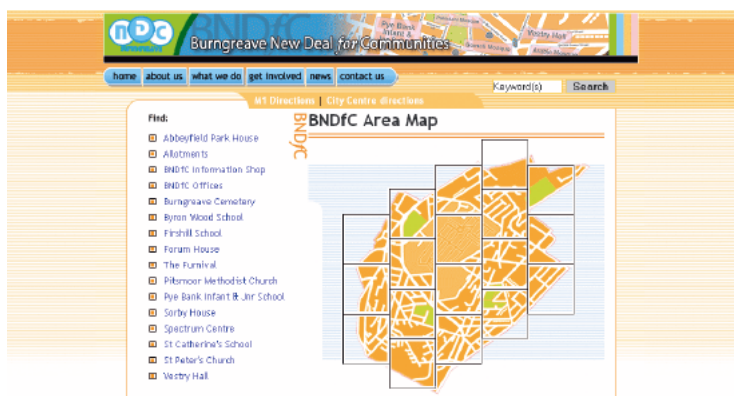 nDC
BNDfC
Burngreave New Deal for Communities
Pye Bank
Infant &
Vestry Hall
home about us what we do get involved news contact us
Keyword(s) Search
M1 Directions | City Centre directions
Find:
BNDfC
BNDfC Area Map
Abbeyfield Park House
Allotments
BNDfC Information Shop
BNDfC Offices
Burngreave Cemetery
Byron Wood School
Firshill School
Forum House
The Furnival
Pitsmoor Methodist Church
Pye Bank Infant & Jnr School
Sorby House
Spectrum Centre
St Catherine's School
St Peter's Church
Vestry Hall